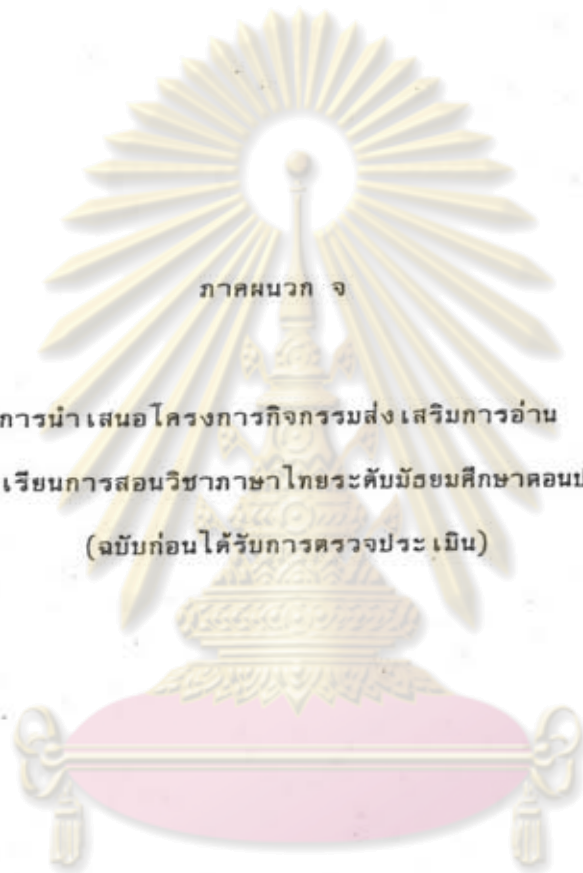 ภาคผนวก จ
การนำเสนอโครงการกิจกรรมส่งเสริมการอ่าน
เรียนการสอนวิชาภาษาไทยระดับมัธยมศึกษาตอนป
(ฉบับก่อนได้รับการตรวจประเมิน)